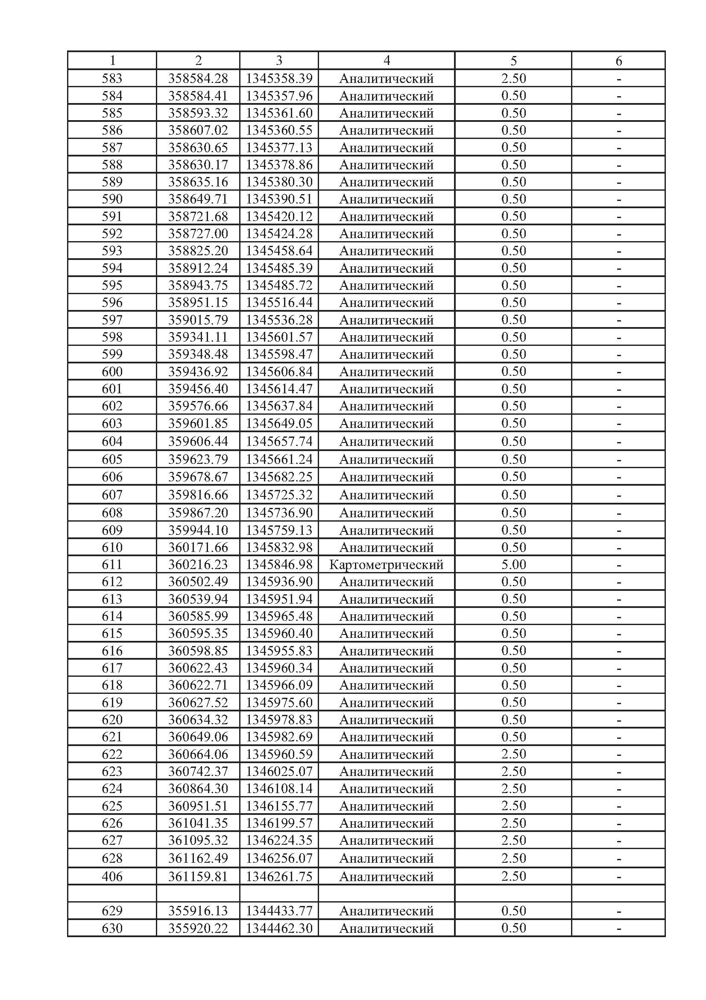 1 2 3 4 5 6
583 358584.28 1345358.39 Аналитический 2.50 -
584 358584.41 1345357.96 Аналитический 0.50 -
585 358593.32 1345361.60 Аналитический 0.50 -
586 358607.02 1345360.55 Аналитический 0.50 -
587 358630.65 1345377.13 Аналитический 0.50 -
588 358630.17 1345378.86 Аналитический 0.50 -
589 358635.16 1345380.30 Аналитический 0.50 -
590 358649.71 1345390.51 Аналитический 0.50 -
591 358721.68 1345420.12 Аналитический 0.50 -
592 358727.00 1345424.28 Аналитический 0.50 -
593 358825.20 1345458.64 Аналитический 0.50 -
594 358912.24 1345485.39 Аналитический 0.50 -
595 358943.75 1345485.72 Аналитический 0.50 -
596 358951.15 1345516.44 Аналитический 0.50 -
597 359015.79 1345536.28 Аналитический 0.50 -
598 359341.11 1345601.57 Аналитический 0.50 -
599 359348.48 1345598.47 Аналитический 0.50 -
600 359436.92 1345606.84 Аналитический 0.50 -
601 359456.40 1345614.47 Аналитический 0.50 -
602 359576.66 1345637.84 Аналитический 0.50 -
603 359601.85 1345649.05 Аналитический 0.50 -
604 359606.44 1345657.74 Аналитический 0.50 -
605 359623.79 1345661.24 Аналитический 0.50 -
606 359678.67 1345682.25 Аналитический 0.50 -
607 359816.66 1345725.32 Аналитический 0.50 -
608 359867.20 1345736.90 Аналитический 0.50 -
609 359944.10 1345759.13 Аналитический 0.50 -
610 360171.66 1345832.98 Аналитический 0.50 -
611 360216.23 1345846.98 Картометрический 5.00 -
612 360502.49 1345936.90 Аналитический 0.50 -
613 360539.94 1345951.94 Аналитический 0.50 -
614 360585.99 1345965.48 Аналитический 0.50 -
615 360595.35 1345960.40 Аналитический 0.50 -
616 360598.85 1345955.83 Аналитический 0.50 -
617 360622.43 1345960.34 Аналитический 0.50 -
618 360622.71 1345966.09 Аналитический 0.50 -
619 360627.52 1345975.60 Аналитический 0.50 -
620 360634.32 1345978.83 Аналитический 0.50 -
621 360649.06 1345982.69 Аналитический 0.50 -
622 360664.06 1345960.59 Аналитический 2.50 -
623 360742.37 1346025.07 Аналитический 2.50 -
624 360864.30 1346108.14 Аналитический 2.50 -
625 360951.51 1346155.77 Аналитический 2.50 -
626 361041.35 1346199.57 Аналитический 2.50 -
627 361095.32 1346224.35 Аналитический 2.50 -
628 361162.49 1346256.07 Аналитический 2.50 -
406 361159.81 1346261.75 Аналитический 2.50 -
629 355916.13 1344433.77 Аналитический 0.50 -
630 355920.22 1344462.30 Аналитический 0.50 -